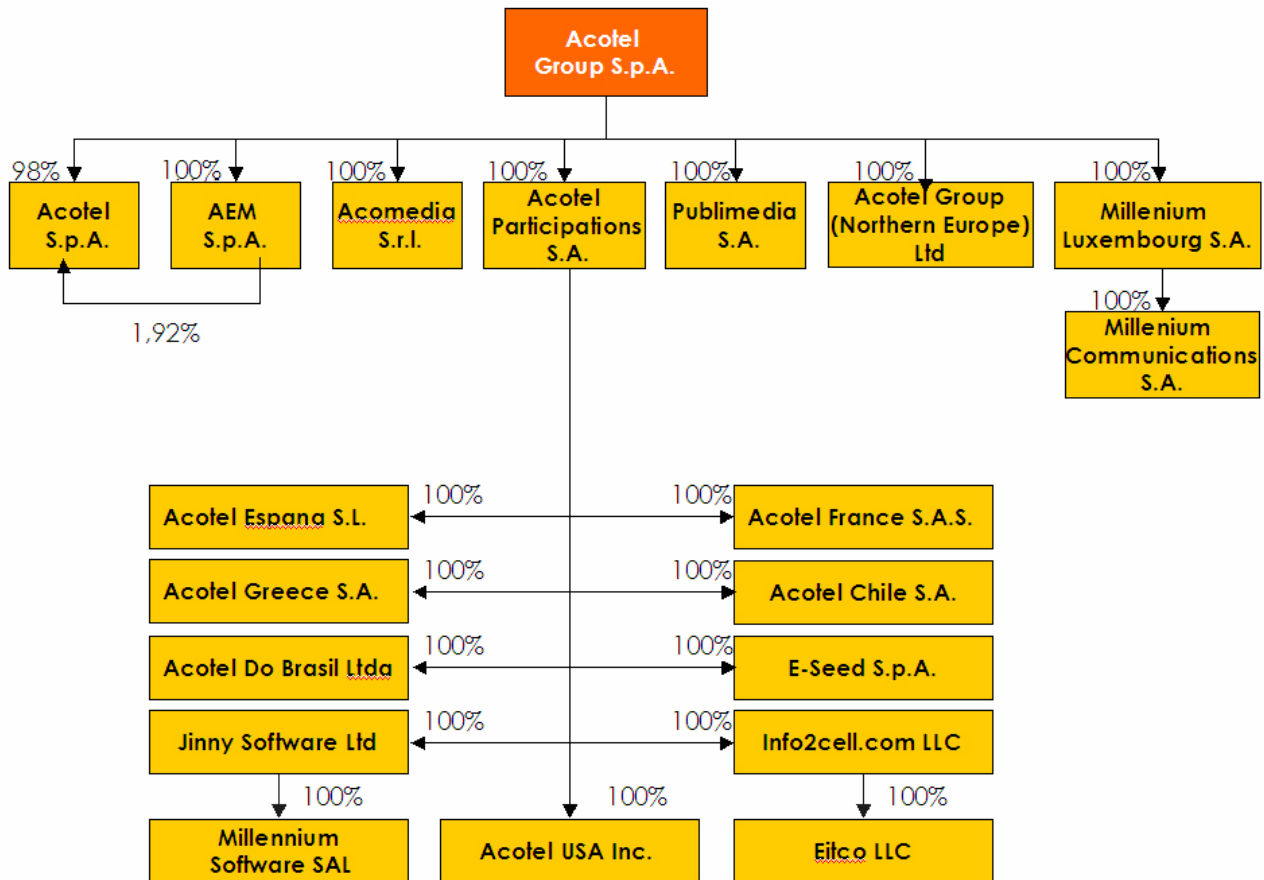 Acotel
Group S.p.A.
98%
100%
100%
100%
100%
100%
100%
Acotel
S.p.A.
AEM
S.p.A.
Acomedia
S.r.l.
Acotel
Participations
S.A.
Publimedia
S.A.
Acotel Group
(Northern Europe)
Ltd
Millenium
Luxembourg S.A.
1,92%
100%
Millenium
Communications
S.A.
Acotel Espana S.L.
100%
100%
Acotel France S.A.S.
Acotel Greece S.A.
100%
100%
Acotel Chile S.A.
Acotel Do Brasil Ltda
100%
100%
E-Seed S.p.A.
Jinny Software Ltd
100%
100%
Info2cell.com LLC
100%
100%
100%
Millennium
Software SAL
Acotel USA Inc.
Eitco LLC